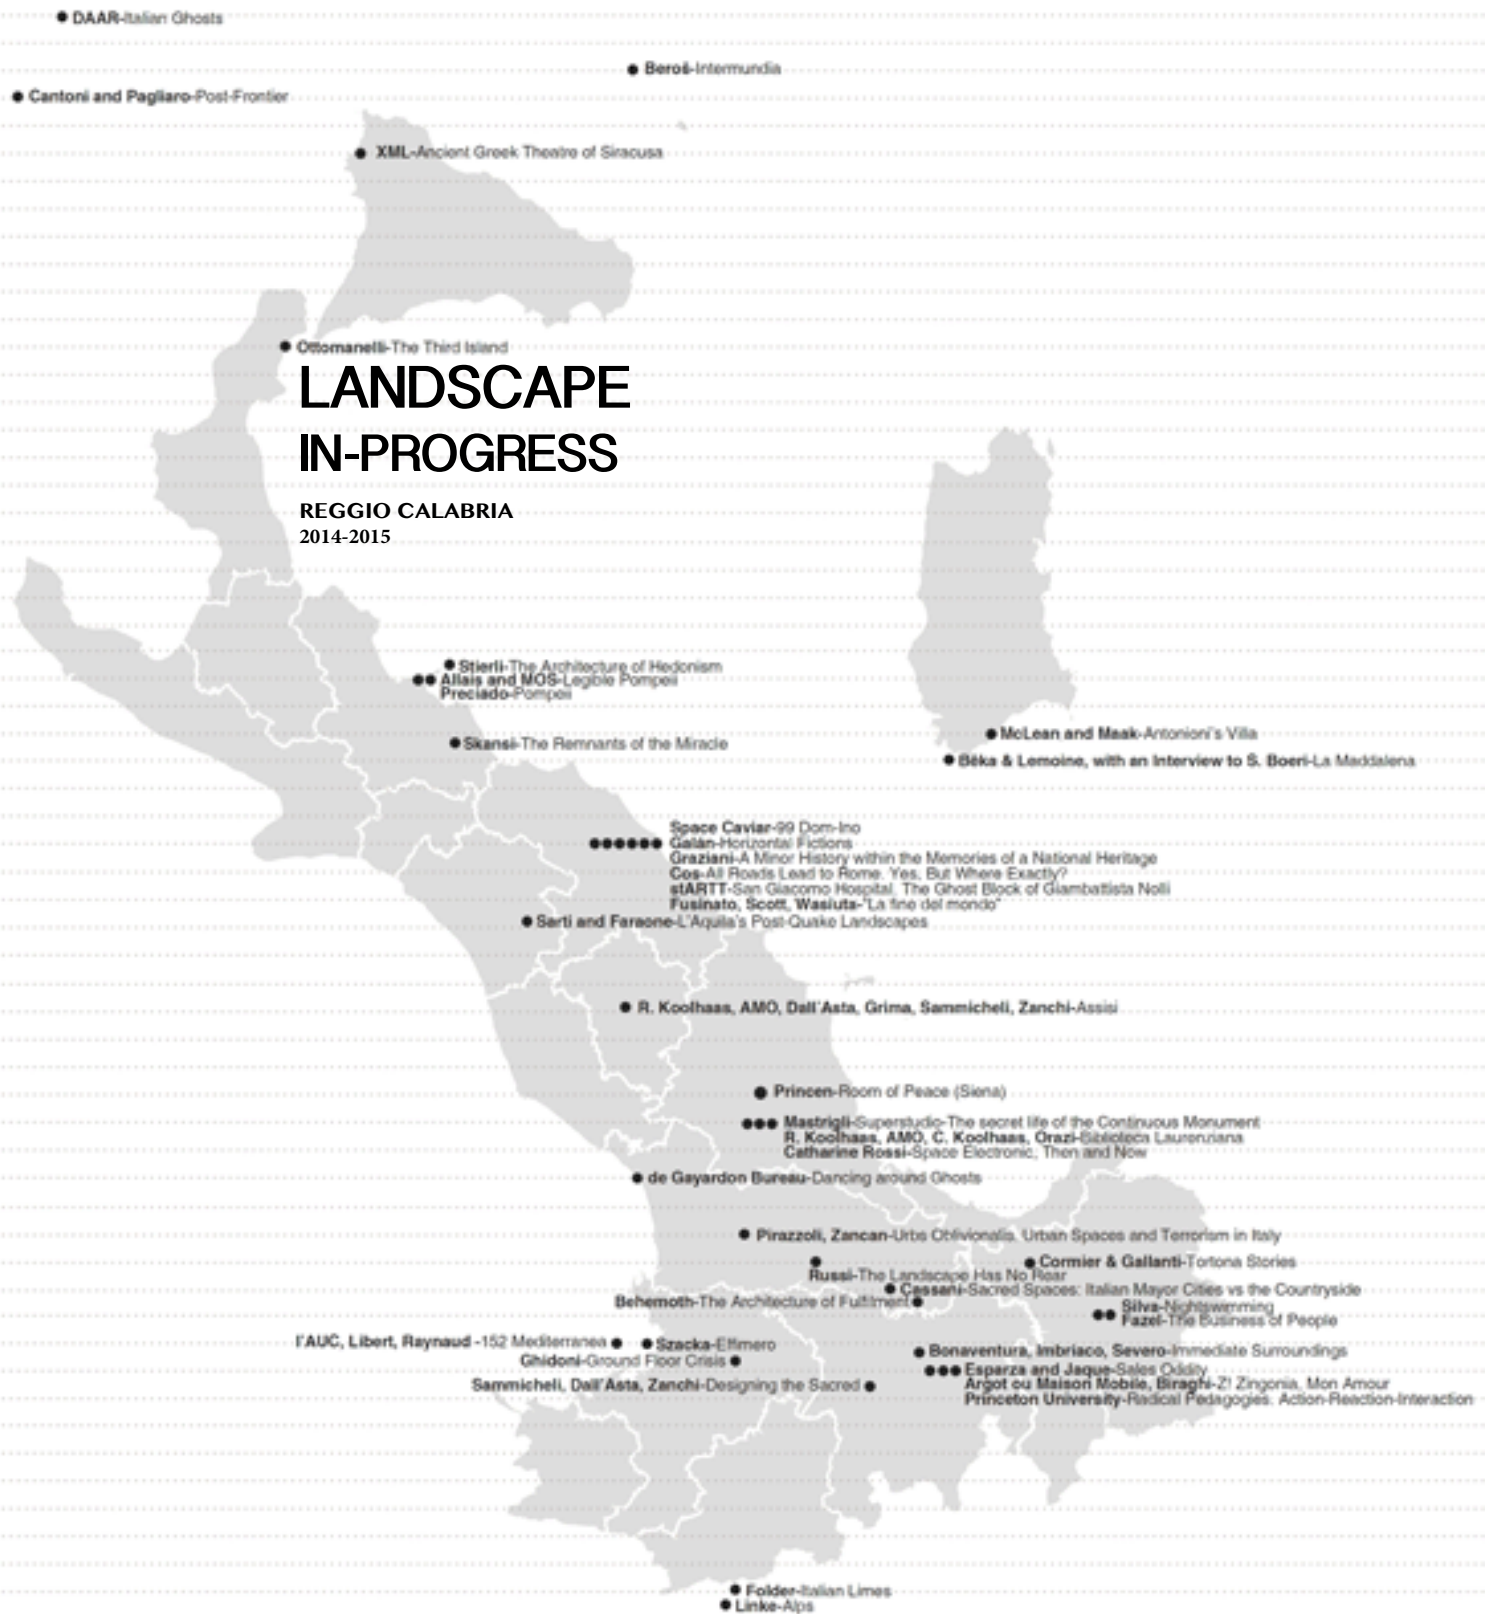 DAAR-Italian Ghosts
Beroš-Intermundia
Cantoni and Pagliaro-Post-Frontier
XML-Ancient Greek Theatre of Siracusa
Ottomanelli-The Third Island
LANDSCAPE
IN-PROGRESS
REGGIO CALABRIA
2014-2015
Stierli-The Architecture of Hedonism
Allais and MOS-Legible Pompeii
Preciado-Pompeii
Skansi-The Remnants of the Miracle
McLean and Maak-Antonioni's Villa
Bêka & Lemoine, with an Interview to S. Boeri-La Maddalena
Space Caviar-99 Dom-Ino
Galán-Horizontal Fictions
Graziani-A Minor History within the Memories of a National Heritage
Cos-All Roads Lead to Rome. Yes, But Where Exactly?
stARTT-San Giacomo Hospital. The Ghost Block of Giambattista Nolli
Fusinato, Scott, Wasiuta-"La fine del mondo"
Sarti and Faraone-L'Aquila's Post-Quake Landscapes
R. Koolhaas, AMO, Dall'Asta, Grima, Sammicheli, Zanchi-Assisi
Princen-Room of Peace (Siena)
Mastrigli-Superstudio-The secret life of the Continuous Monument
R. Koolhaas, AMO, C. Koolhaas, Orazi-Biblioteca Laurenziana
Catharine Rossi-Space Electronic, Then and Now
de Gayardon Bureau-Dancing around Ghosts
Pirazzoli, Zancan-Urbs Oblivionalis. Urban Spaces and Terrorism in Italy
Cormier & Gallanti-Tortona Stories
Russi-The Landscape Has No Rear
Cassani-Sacred Spaces: Italian Mayor Cities vs the Countryside
Behemoth-The Architecture of Fulfilment
Silva-Nightswimming
Fazel-The Business of People
l'AUC, Libert, Raynaud -152 Mediterranea
Szacka-Effimero
Bonaventura, Imbriaco, Severo-Immediate Surroundings
Ghidoni-Ground Floor Crisis
Esparza and Jaque-Sales Oddity
Sammicheli, Dall'Asta, Zanchi-Designing the Sacred
Argot ou Maison Mobile, Biraghi-Z! Zingonia, Mon Amour
Princeton University-Radical Pedagogies: Action-Reaction-Interaction
Folder-Italian Limes
Linke-Alps